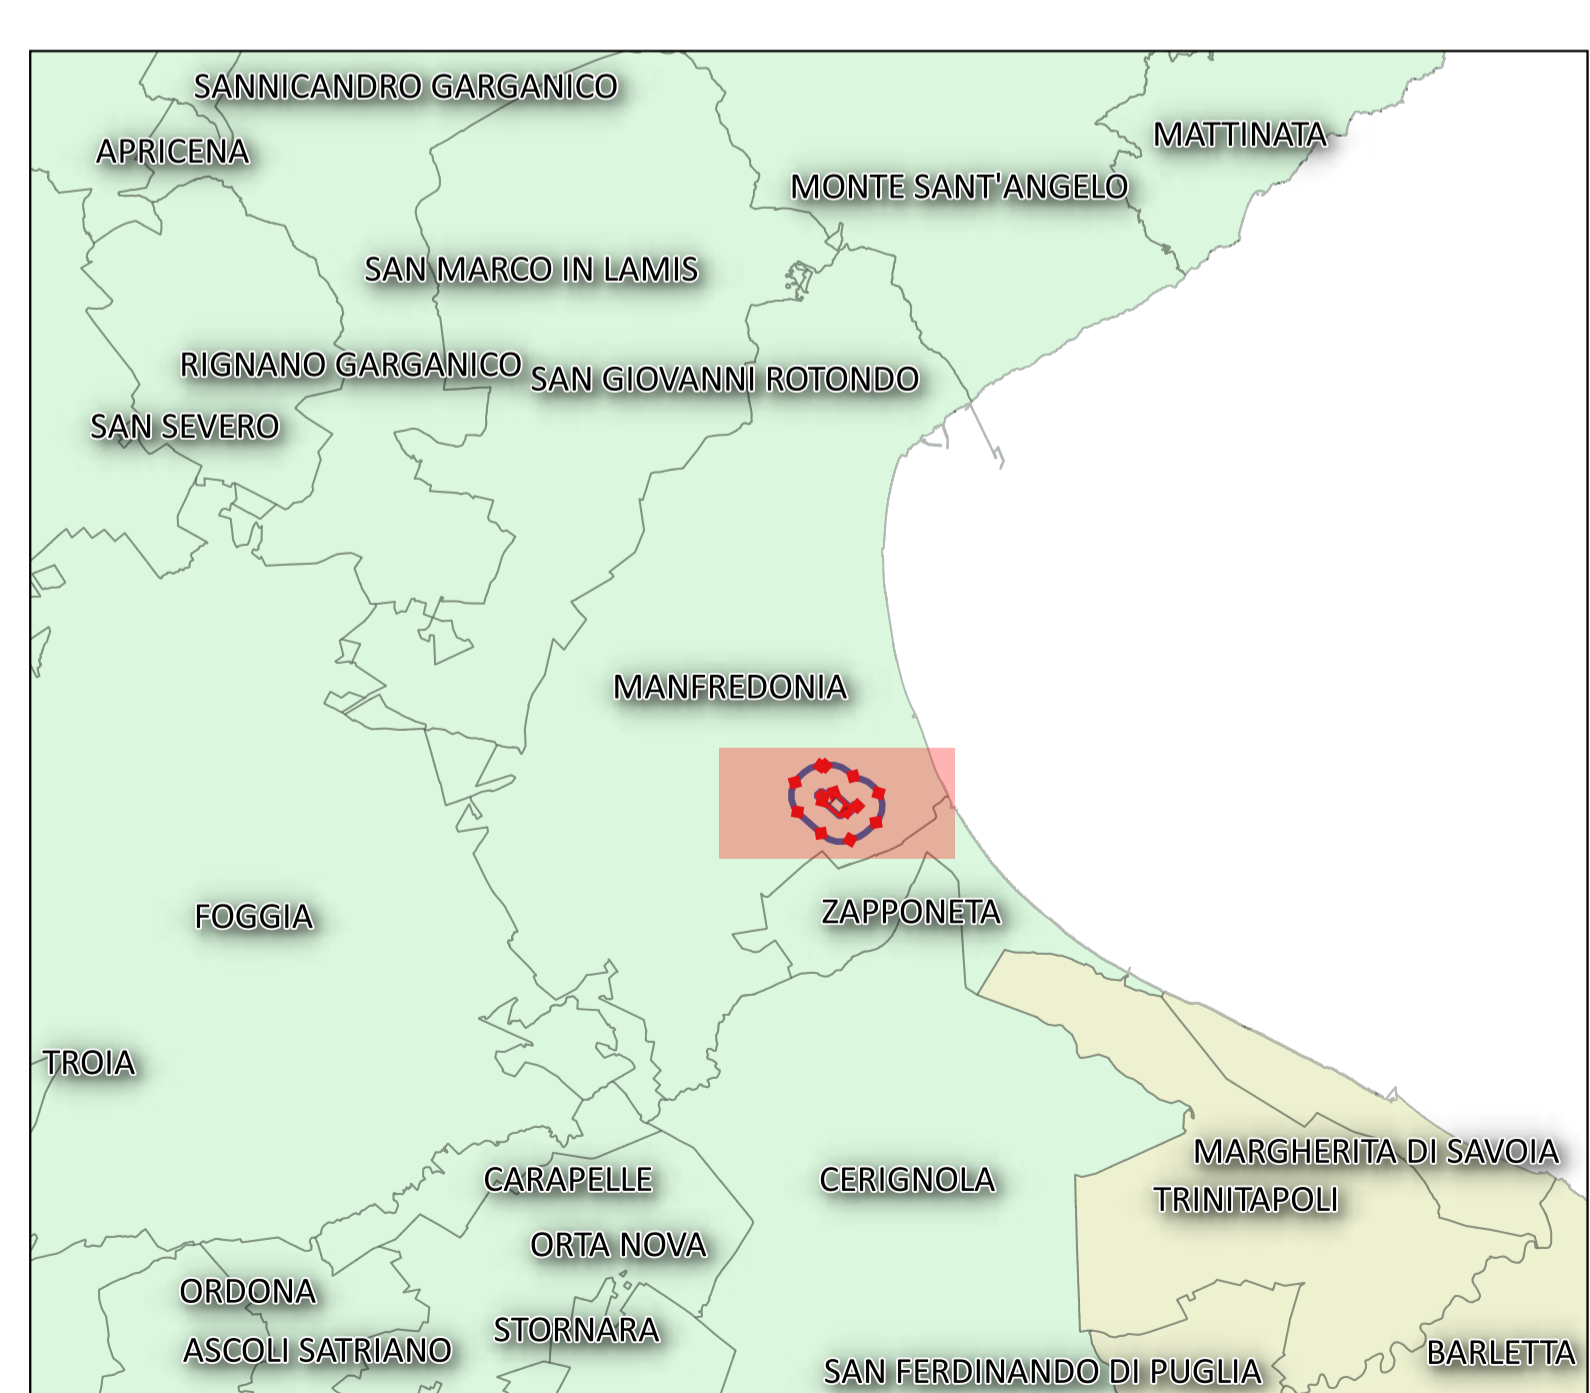 SANNICANDRO GARGANICO
MATTINATA
APRICENA
MONTE SANT'ANGELO
SAN MARCO IN LAMIS
RIGNANO GARGANICO
SAN GIOVANNI ROTONDO
SAN SEVERO
MANFREDONIA
ZAPPONETA
FOGGIA
TROIA
MARGHERITA DI SAVOIA
CARAPELLE
CERIGNOLA
TRINITAPOLI
ORTA NOVA
ORDONA
STORNARA
ASCOLI SATRIANO
BARLETTA
SAN FERDINANDO DI PUGLIA